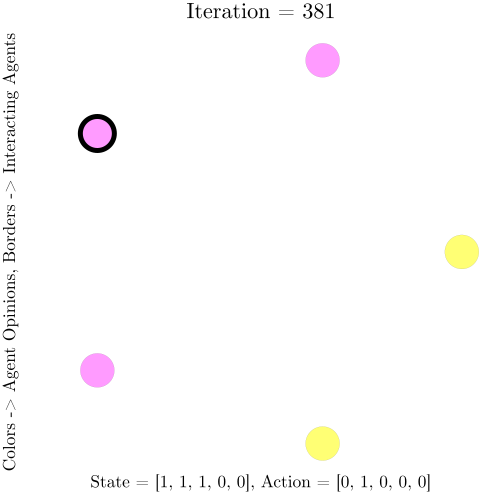 Iteration = 381
Colors -> Agent Opinions, Borders -> Interacting Agents
State = [1, 1, 1, 0, 0], Action = [0, 1, 0, 0, 0]